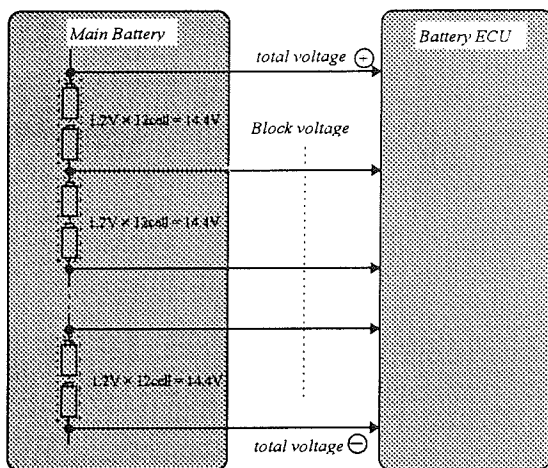 Main Battery
Battery ECU
total voltage +
1.2V × 12cell = 14.4V
Block voltage
1.2V × 12cell = 14.4V
1.2V × 12cell = 14.4V
total voltage −